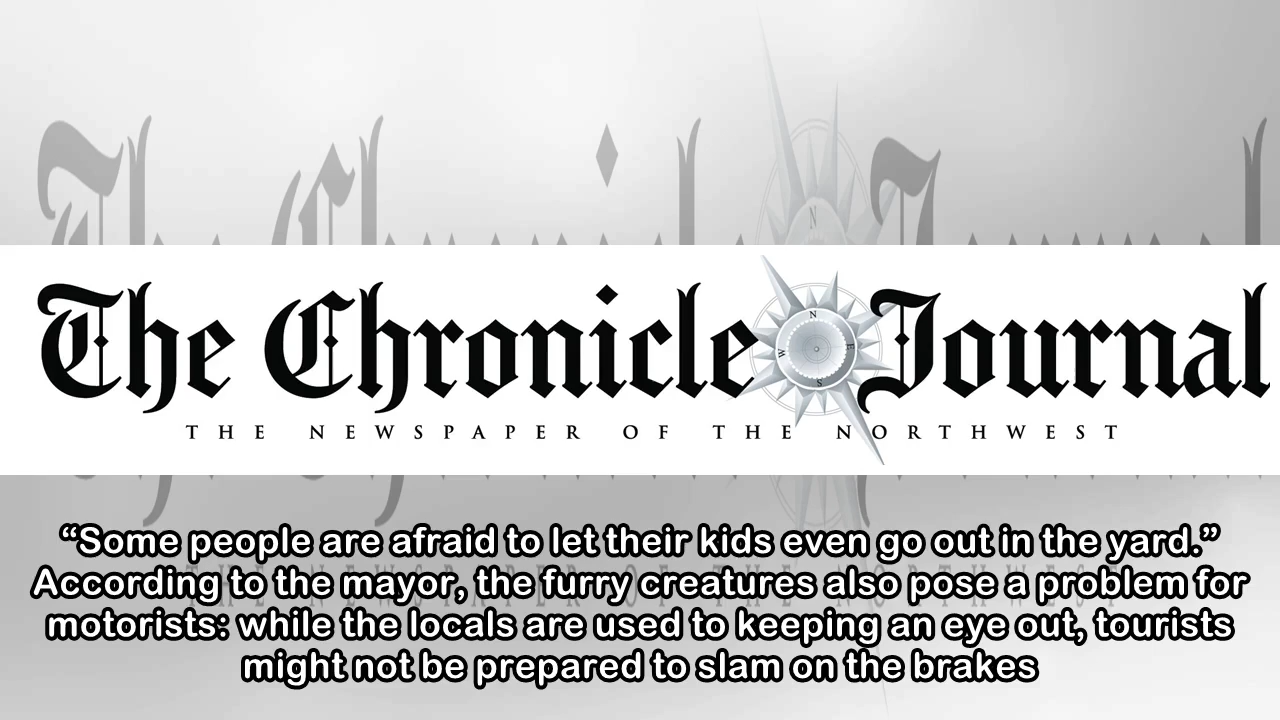 The Chronicle Journal
N
W
E
S
THE NEWSPAPER OF THE NORTHWEST
“Some people are afraid to let their kids even go out in the yard.”
According to the mayor, the furry creatures also pose a problem for
motorists: while the locals are used to keeping an eye out, tourists
might not be prepared to slam on the brakes